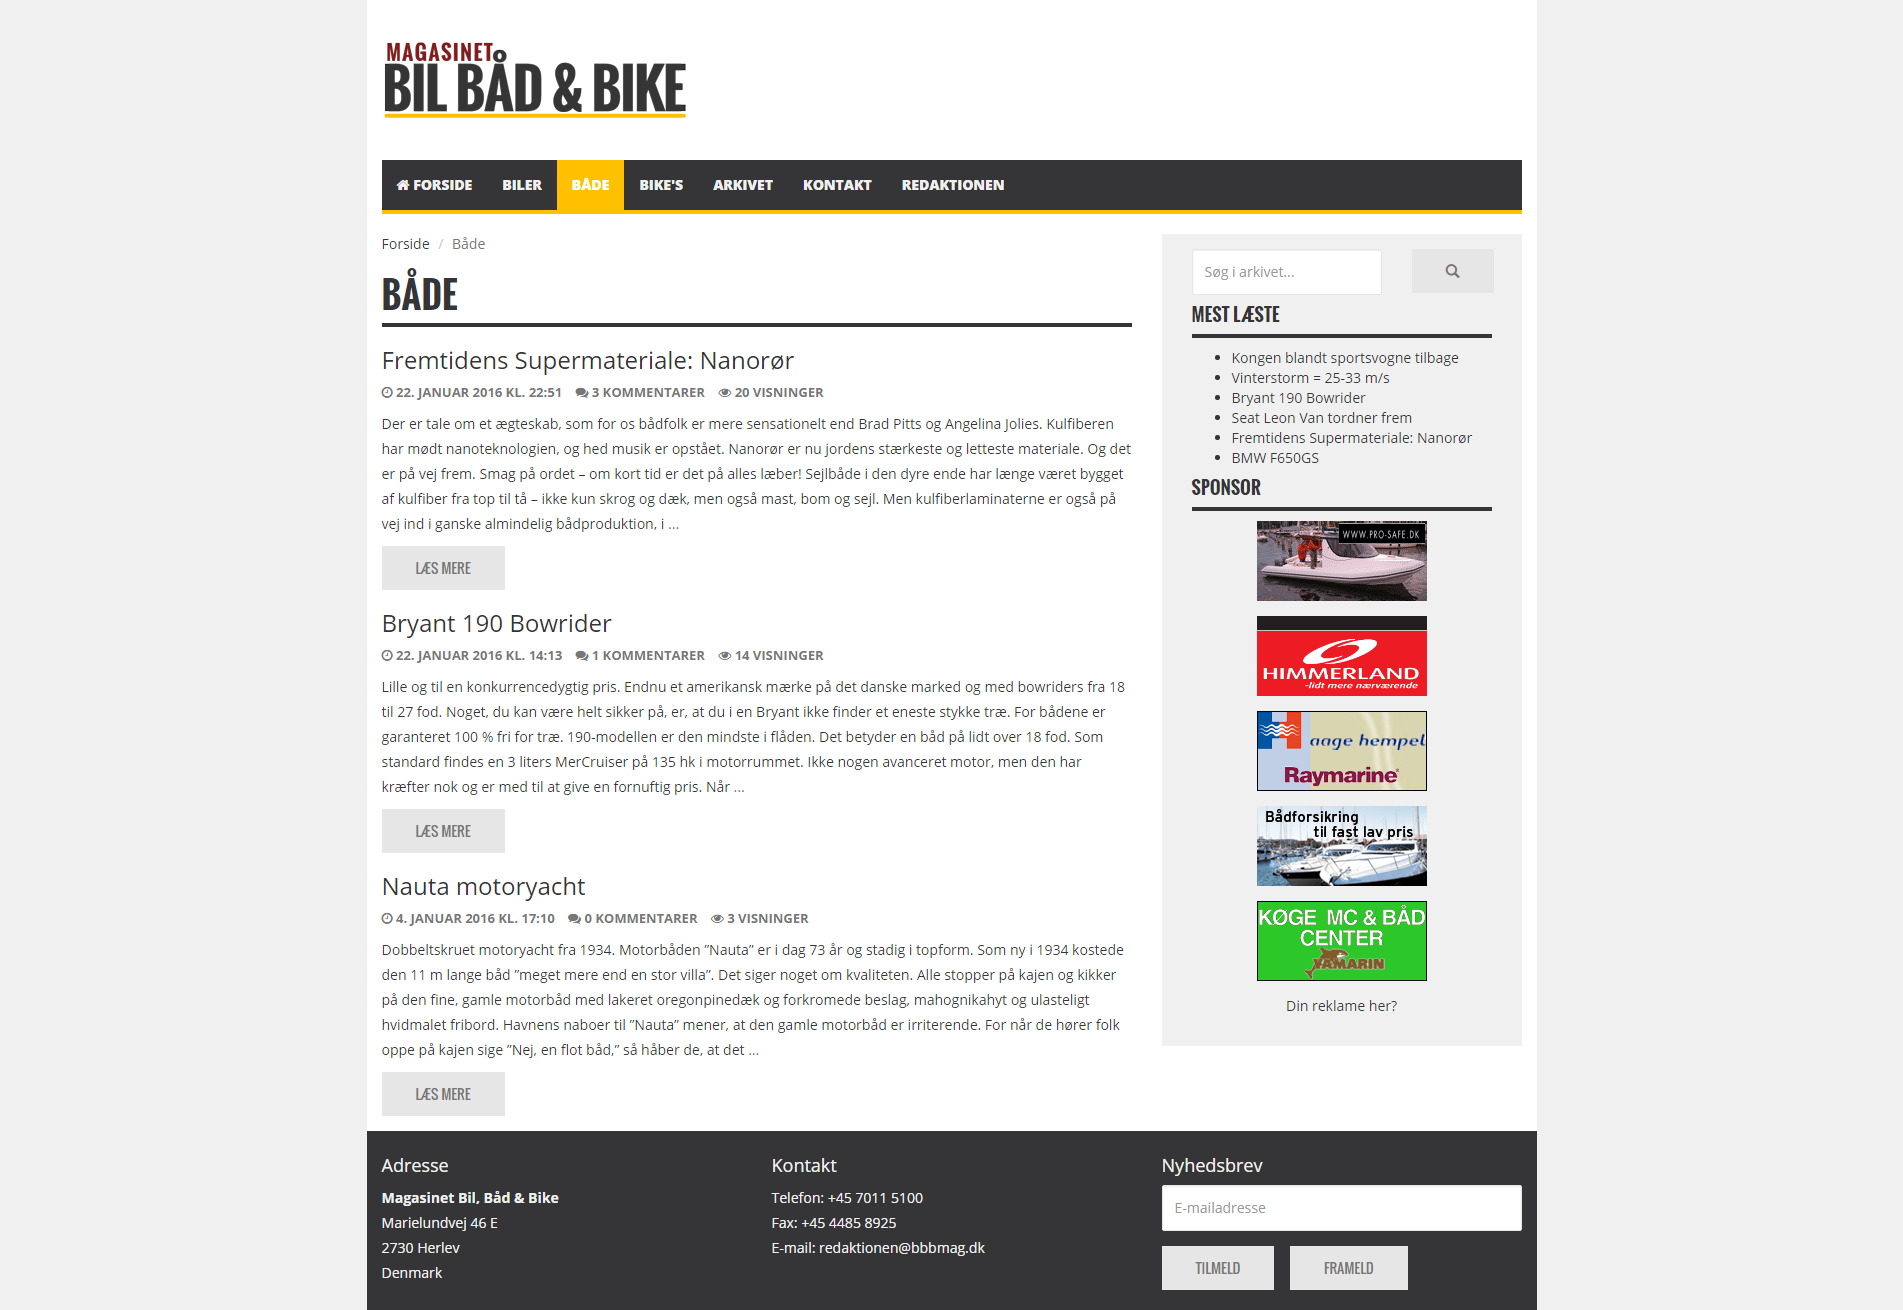 MAGASINET
BIL BÅD & BIKE
FORSIDE BILER BÅDE BIKE'S ARKIVET KONTAKT REDAKTIONEN
Forside / Både
BÅDE
Fremtidens Supermateriale: Nanorør
22. JANUAR 2016 KL. 22:51 3 KOMMENTARER 20 VISNINGER
Der er tale om et ægteskab, som for os bådfolk er mere sensationelt end Brad Pitts og Angelina Jolies. Kulfiberen
har mødt nanoteknologien, og hed musik er opstået. Nanorør er nu jordens stærkeste og letteste materiale. Og det
er på vej frem. Smag på ordet – om kort tid er det på alles læber! Sejlbåde i den dyre ende har længe været bygget
af kulfiber fra top til tå – ikke kun skrog og dæk, men også mast, bom og sejl. Men kulfiberlaminaterne er også på
vej ind i ganske almindelig bådproduktion, i ...
LÆS MERE
Bryant 190 Bowrider
22. JANUAR 2016 KL. 14:13 1 KOMMENTARER 14 VISNINGER
Lille og til en konkurrencedygtig pris. Endnu et amerikansk mærke på det danske marked og med bowriders fra 18
til 27 fod. Noget, du kan være helt sikker på, er, at du i en Bryant ikke finder et eneste stykke træ. For bådene er
garanteret 100 % fri for træ. 190-modellen er den mindste i flåden. Det betyder en båd på lidt over 18 fod. Som
standard findes en 3 liters MerCruiser på 135 hk i motorrummet. Ikke nogen avanceret motor, men den har
kræfter nok og er med til at give en fornuftig pris. Når ...
LÆS MERE
Nauta motoryacht
4. JANUAR 2016 KL. 17:10 0 KOMMENTARER 3 VISNINGER
Dobbeltskruet motoryacht fra 1934. Motorbåden ”Nauta” er i dag 73 år og stadig i topform. Som ny i 1934 kostede
den 11 m lange båd ”meget mere end en stor villa”. Det siger noget om kvaliteten. Alle stopper på kajen og kikker
på den fine, gamle motorbåd med lakeret oregonpinedæk og forkromede beslag, mahognikahyt og ulasteligt
hvidmalet fribord. Havnens naboer til ”Nauta” mener, at den gamle motorbåd er irriterende. For når de hører folk
oppe på kajen sige ”Nej, en flot båd,” så håber de, at det ...
LÆS MERE
Søg i arkivet...
MEST LÆSTE
Kongen blandt sportsvogne tilbage
Vinterstorm = 25-33 m/s
Bryant 190 Bowrider
Seat Leon Van tordner frem
Fremtidens Supermateriale: Nanorør
BMW F650GS
SPONSOR
WWW.PRO-SAFE.DK
HIMMERLAND
-lidt mere nærværende
aage hempel
Raymarine
Bådforsikring
til fast lav pris
KØGE MC & BÅD
CENTER
YAMARIN
Din reklame her?
Adresse
Magasinet Bil, Båd & Bike
Marielundvej 46 E
2730 Herlev
Denmark
Kontakt
Telefon: +45 7011 5100
Fax: +45 4485 8925
E-mail: redaktionen@bbbmag.dk
Nyhedsbrev
E-mailadresse
TILMELD FRAMELD